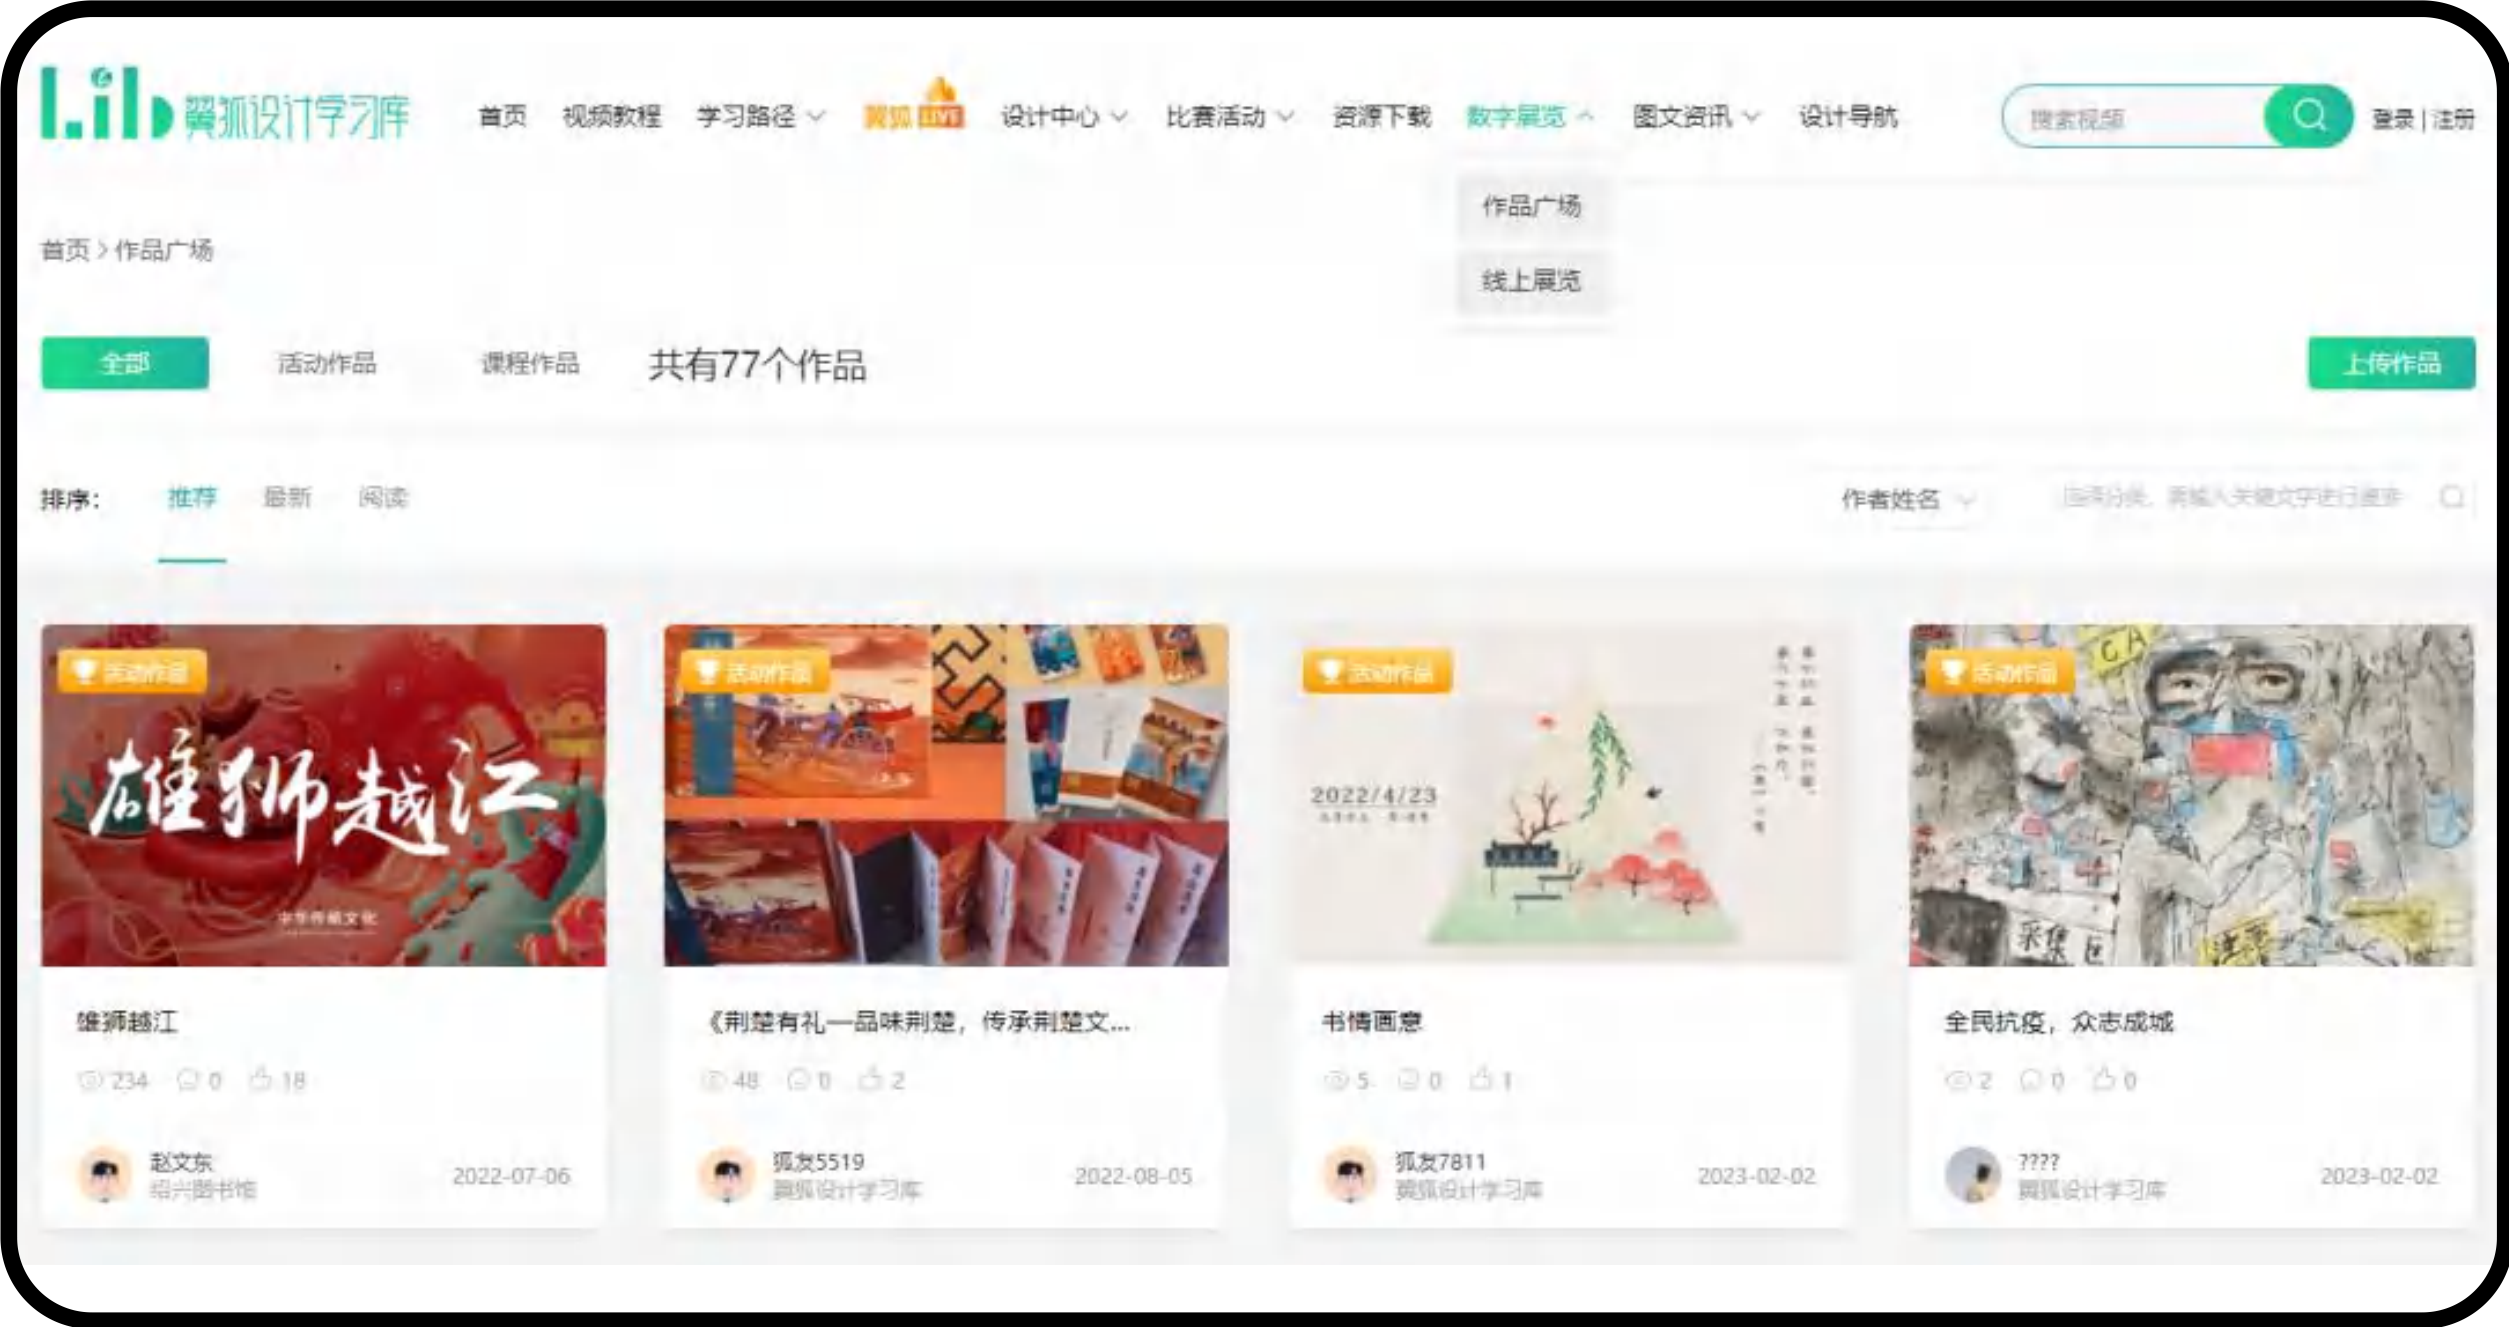 Lib 翼狐设计学习库
首页 视频教程 学习路径 翼狐 LIVE 设计中心 比赛活动 资源下载 数字展览 图文资讯 设计导航 搜索视频 登录 | 注册
作品广场
线上展览
首页 > 作品广场
全部 活动作品 课程作品 共有77个作品 上传作品
排序： 推荐 最新 阅读 作者姓名
活动作品 活动作品 活动作品 活动作品
CA
雄狮越江
中华传统文化
2022/4/23
采集区
雄狮越江 《荆楚有礼—品味荆楚，传承荆楚文... 书情画意 全民抗疫，众志成城
234 0 18 48 0 2 5 0 1 2 0 0
赵文东 狐友5519 狐友7811 ????
绍兴图书馆 翼狐设计学习库 翼狐设计学习库 翼狐设计学习库
2022-07-06 2022-08-05 2023-02-02 2023-02-02